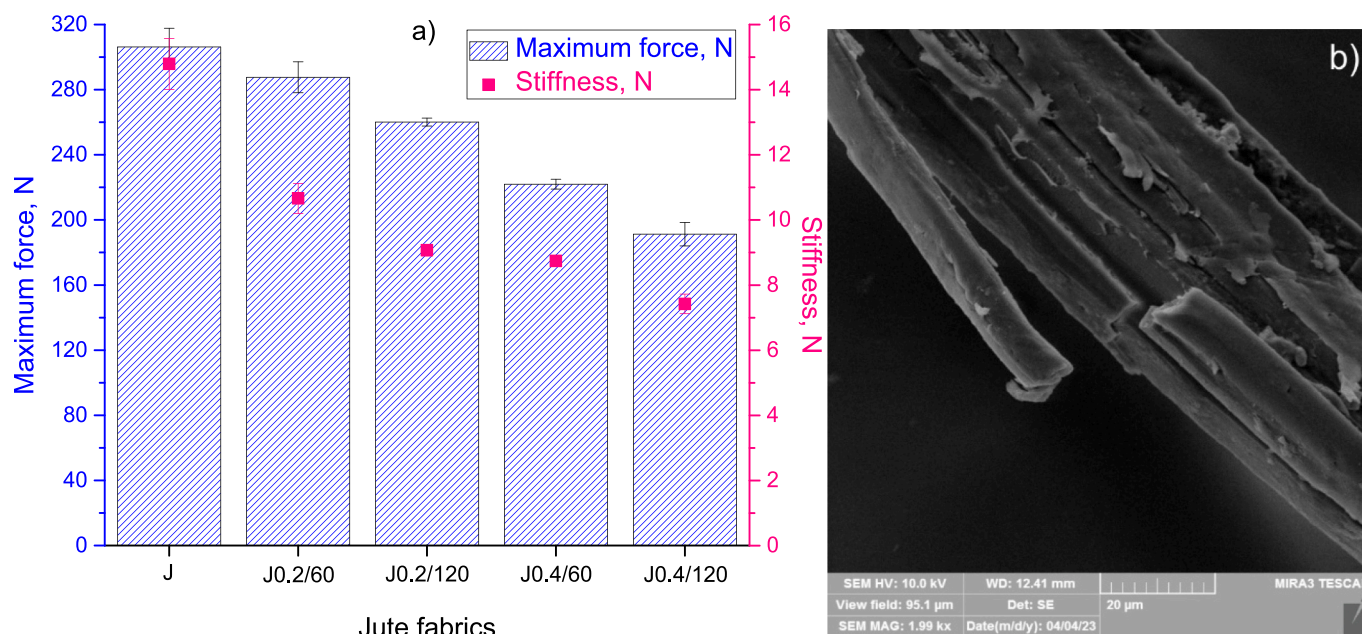 a)
Maximum force, N
Stiffness, N
Maximum force, N
320
280
240
200
160
120
80
40
0
16
14
12
10
8
6
4
2
0
Stiffness, N
J J0.2/60 J0.2/120 J0.4/60 J0.4/120
Jute fabrics
b)
SEM HV: 10.0 kV WD: 12.41 mm MIRA3 TESCA
View field: 95.1 µm Det: SE 20 µm
SEM MAG: 1.99 kx Date(m/d/y): 04/04/23